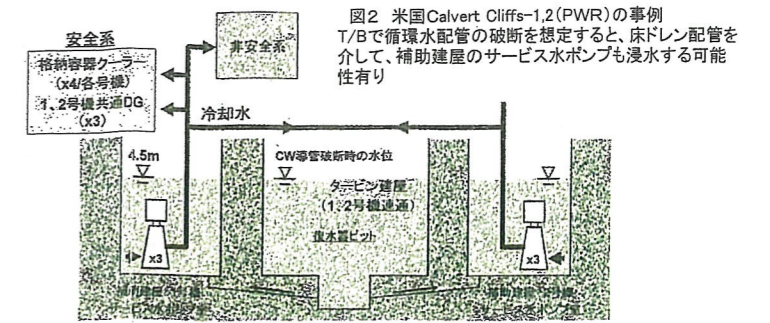 図2 米国Calvert Cliffs-1,2(PWR)の事例
T/Bで循環水配管の破断を想定すると、床ドレン配管を
介して、補助建屋のサービス水ポンプも浸水する可能
性有り
安全系
格納容器クーラー
(x4/各号機)
1、2号機共通DG
(x3)
非安全系
冷却水
4.5m
CW導管破断時の水位
タービン建屋
(1、2号機連通)
復水器ピット
x3
x3